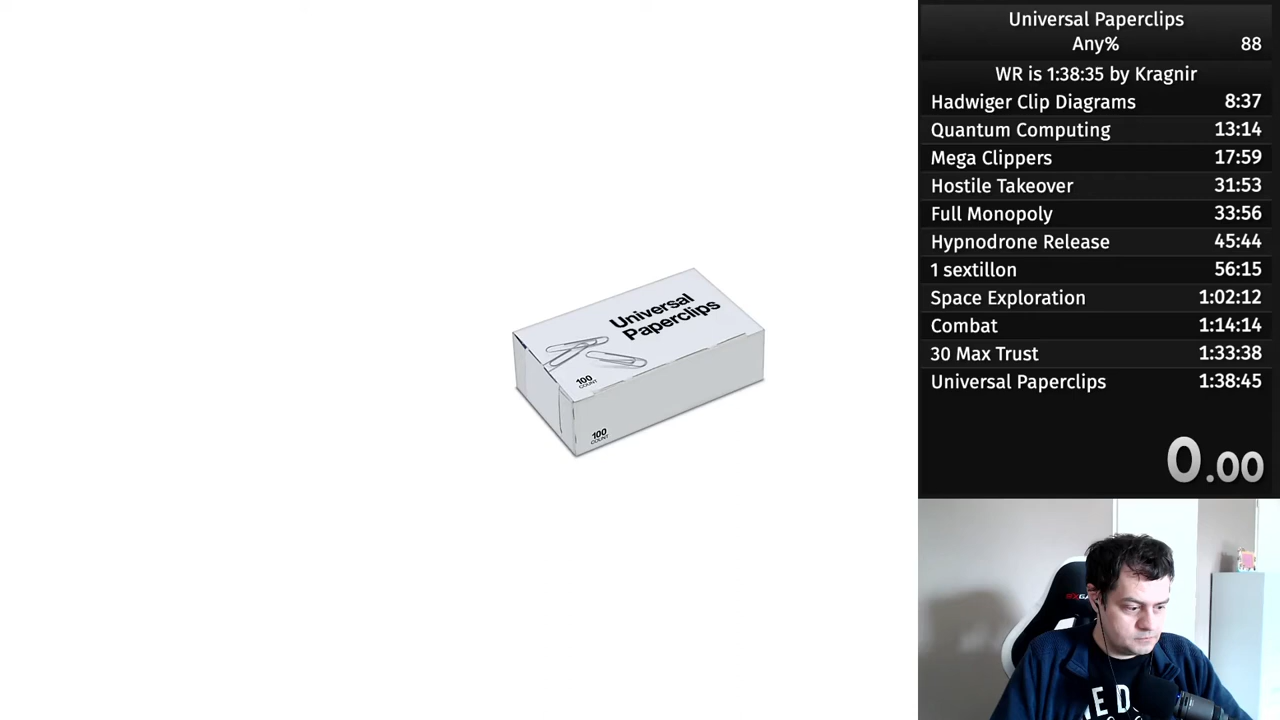 Universal
Paperclips
100
COUNT
100
COUNT
Universal Paperclips
Any% 88
WR is 1:38:35 by Kragnir
Hadwiger Clip Diagrams 8:37
Quantum Computing 13:14
Mega Clippers 17:59
Hostile Takeover 31:53
Full Monopoly 33:56
Hypnodrone Release 45:44
1 sextillon 56:15
Space Exploration 1:02:12
Combat 1:14:14
30 Max Trust 1:33:38
Universal Paperclips 1:38:45
0.00